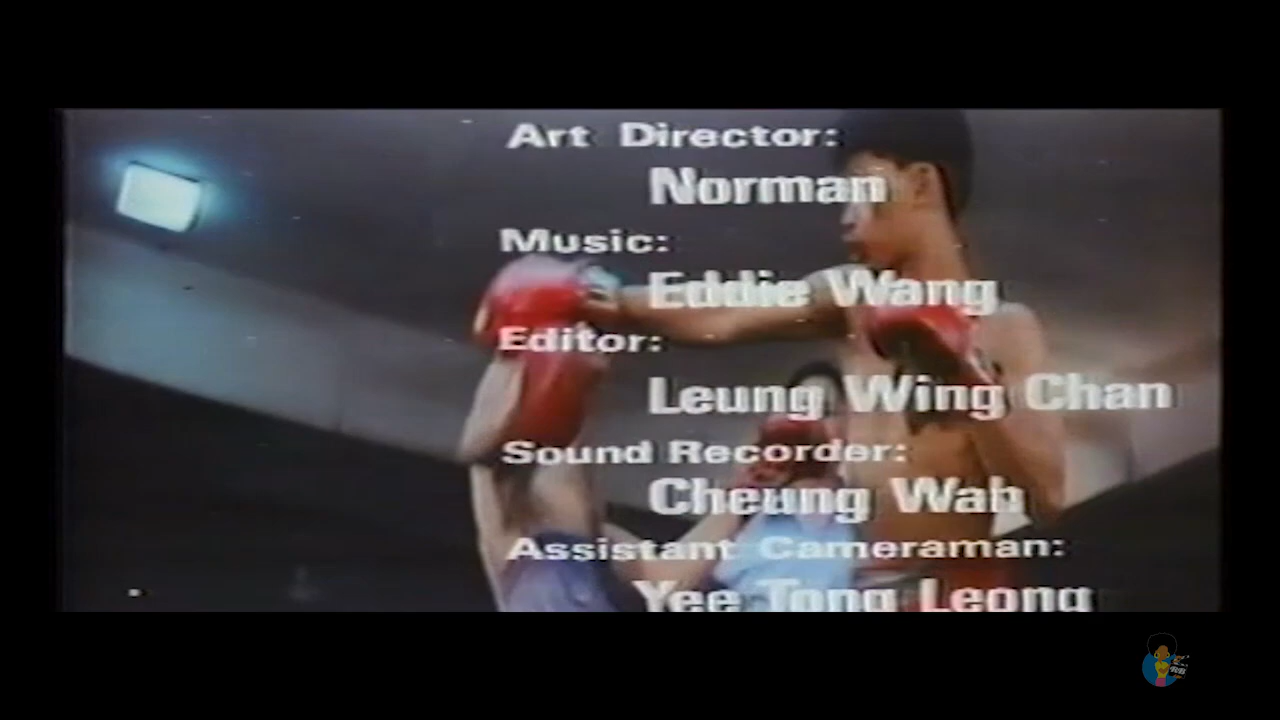 Art Director:
Norman
Music:
Eddie Wang
Editor:
Leung Wing Chan
Sound Recorder:
Cheung Wah
Assistant Cameraman:
Yee Tong Leong